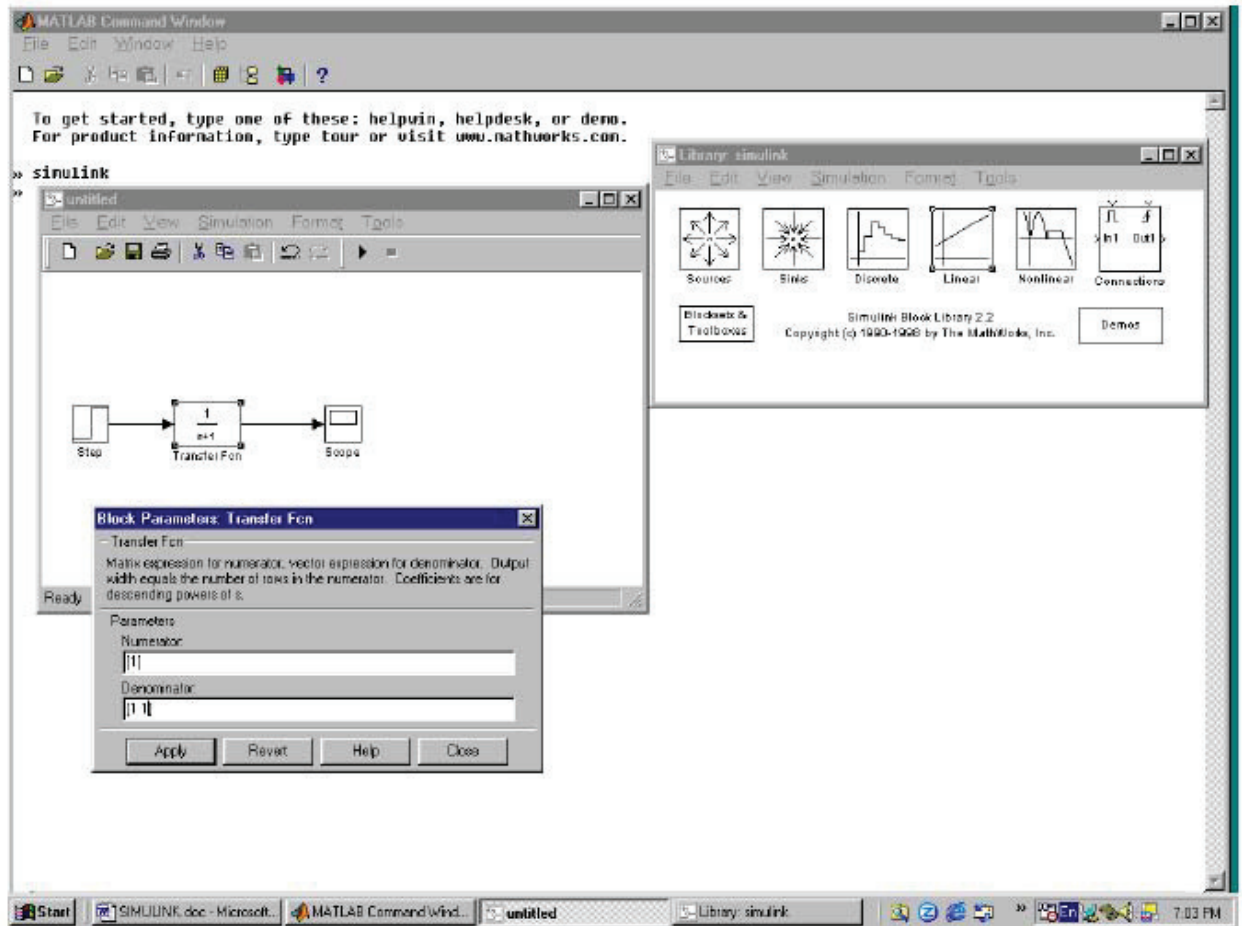 MATLAB Command Window
File Edit Window Help
To get started, type one of these: helpwin, helpdesk, or demo.
For product information, type tour or visit www.mathworks.com.
» simulink
»
untitled
File Edit View Simulation Format Tools
1
s+1
Step
Transfer Fcn
Scope
Ready
Library: simulink
File Edit View Simulation Format Tools
In1 Out1
Sources Sinks Discrete Linear Nonlinear Connections
Blocksets & Toolboxes
Simulink Block Library 2.2
Copyright (c) 1990-1998 by The MathWorks, Inc.
Demos
Block Parameters: Transfer Fcn
Transfer Fcn
Matrix expression for numerator, vector expression for denominator. Output
width equals the number of rows in the numerator. Coefficients are for
descending powers of s.
Parameters
Numerator:
[1]
Denominator:
[1 1]
Apply Revert Help Close
Start SIMULINK.doc - Microsoft... MATLAB Command Wind... untitled Library: simulink » En 7:03 PM